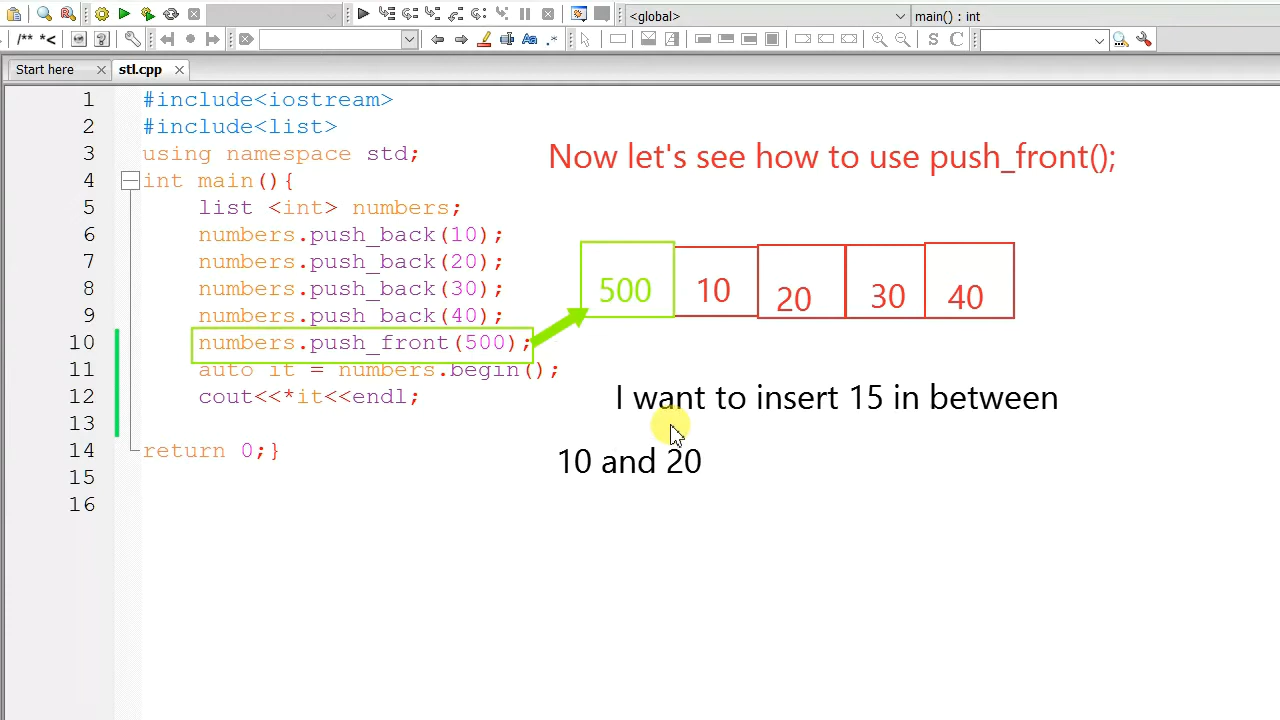 <global>
main() : int
/** *<
S C
Start here
stl.cpp
1 #include<iostream>
2 #include<list>
3 using namespace std;
Now let's see how to use push_front();
4 int main(){
5 list <int> numbers;
6 numbers.push_back(10);
7 numbers.push_back(20);
8 numbers.push_back(30);
500 10 20 30 40
9 numbers.push_back(40);
10 numbers.push_front(500);
11 auto it = numbers.begin();
12 cout<<*it<<endl;
I want to insert 15 in between
13
14 return 0;}
10 and 20
15
16